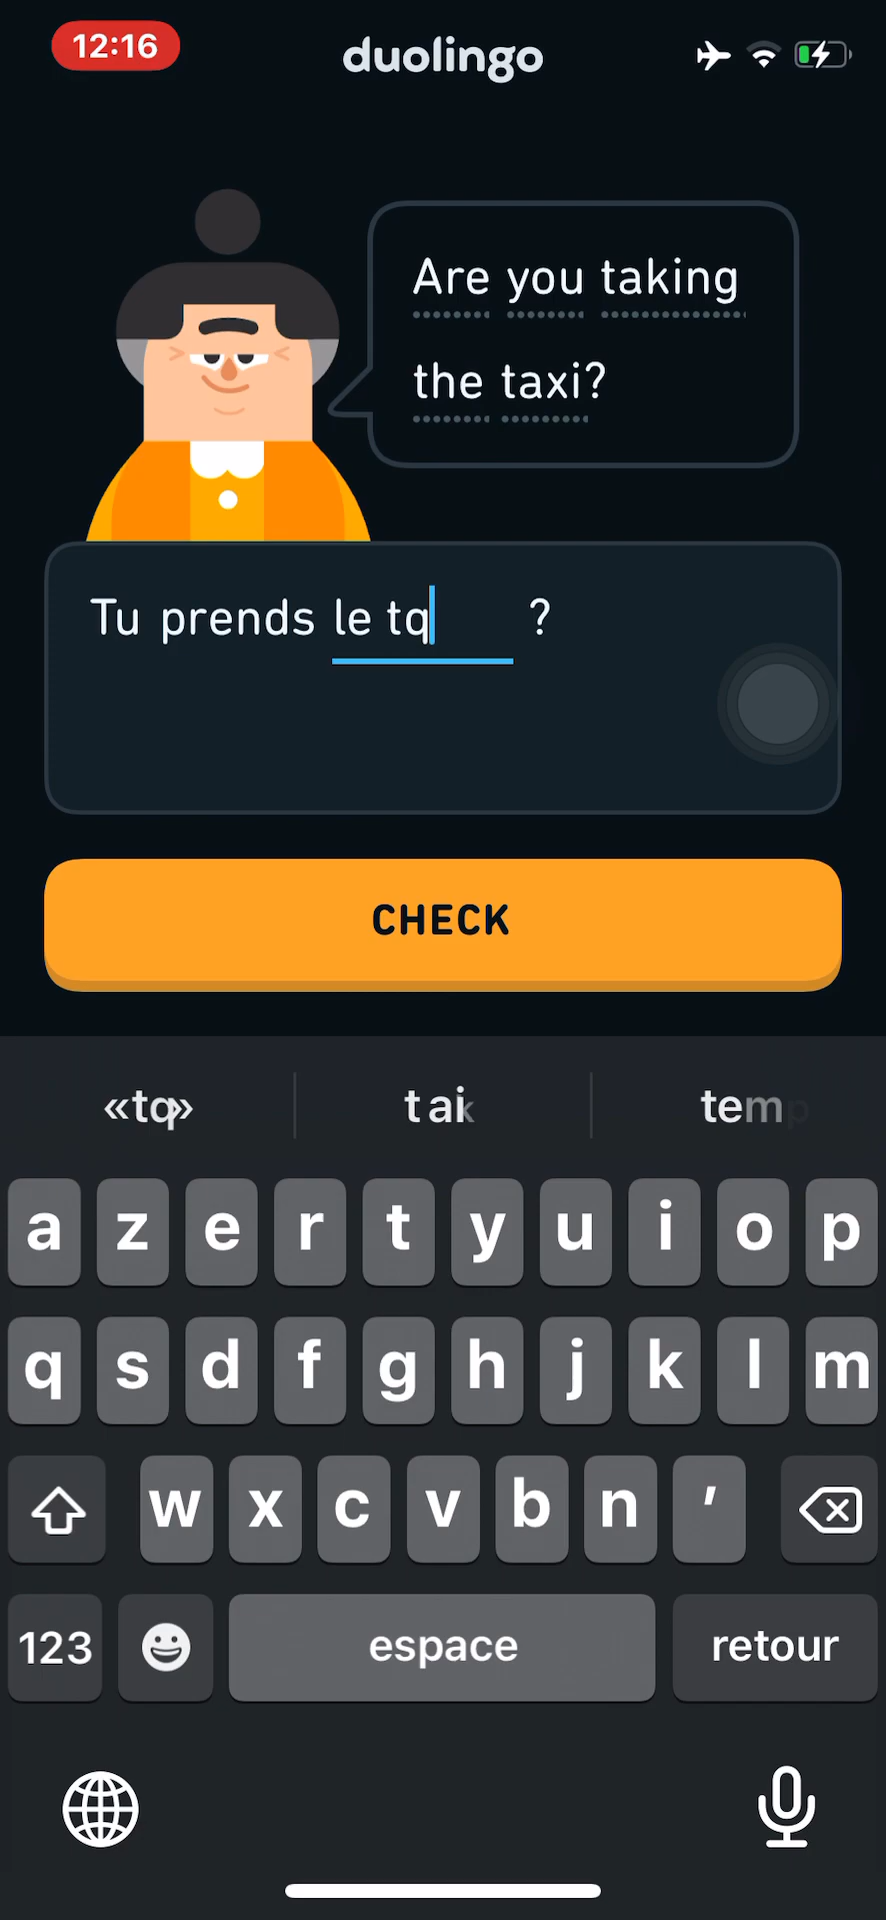 12:16
duolingo
Are you taking
the taxi?
Tu prends le tq ?
CHECK
«tq» tai tem
a z e r t y u i o p
q s d f g h j k l m
w x c v b n '
123 espace retour